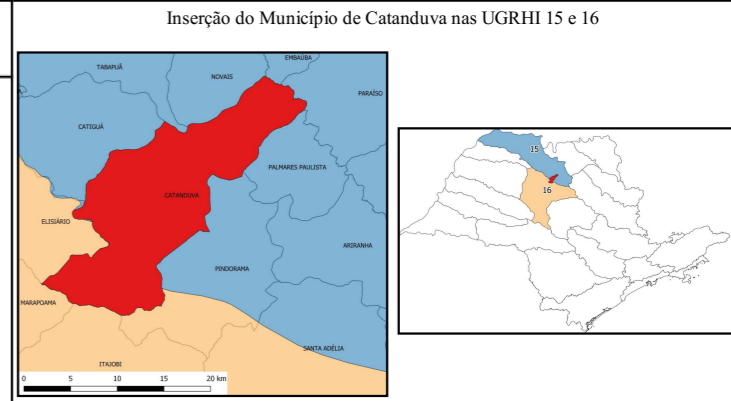 Inserção do Município de Catanduva nas UGRHI 15 e 16
EMBAÚBA
TABAPUÃ
NOVAIS
PARAÍSO
CATIGUÁ
PALMARES PAULISTA
CATANDUVA
ELISIÁRIO
ARIRANHA
PINDORAMA
MARAPOAMA
SANTA ADÉLIA
ITAJOBI
0 5 10 15 20 km
15
16